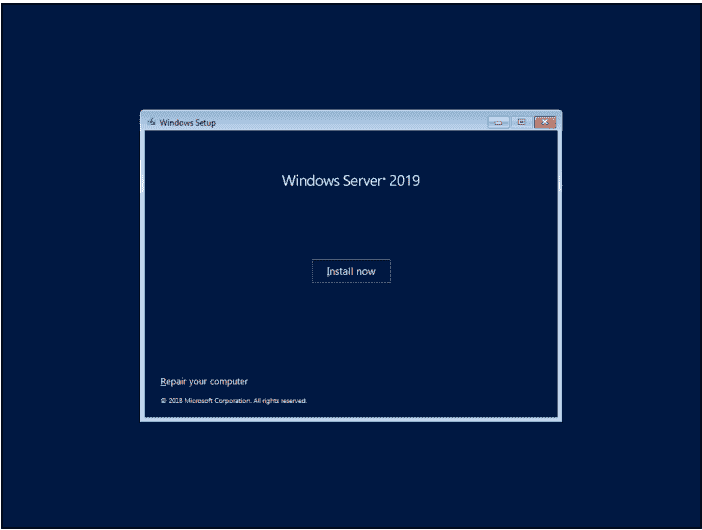 Windows Setup
Windows Server® 2019
Install now
Repair your computer
© 2018 Microsoft Corporation. All rights reserved.